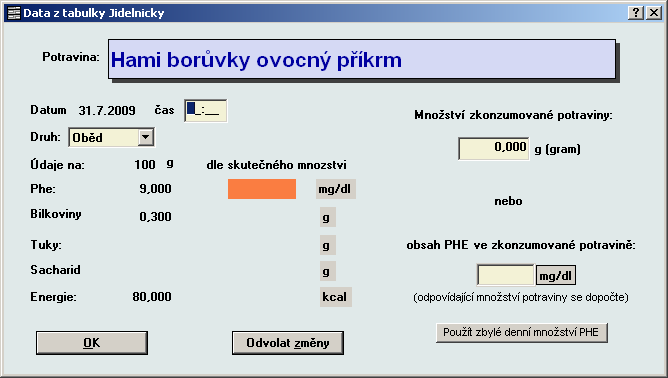 Data z tabulky Jidelnicky
Potravina: Hami borůvky ovocný příkrm
Datum 31.7.2009 čas _:__
Množství zkonzumované potraviny:
Druh: Oběd
0,000 g (gram)
Údaje na: 100 g dle skutečného mnozstvi
Phe: 9,000 mg/dl
nebo
Bilkoviny 0,300 g
Tuky: g
obsah PHE ve zkonzumované potravině:
Sacharid g
mg/dl
Energie: 80,000 kcal
(odpovídající množství potraviny se dopočte)
Použít zbylé denní množství PHE
OK
Odvolat změny